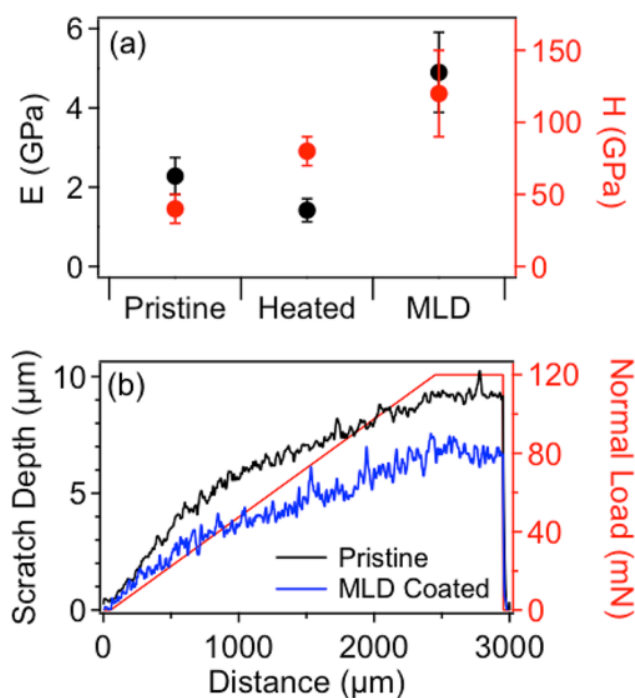 (a)
E (GPa)
6
4
2
0
H (GPa)
150
100
50
0
Pristine Heated MLD
(b)
Scratch Depth (μm)
10
5
0
Normal Load (mN)
120
80
40
0
Pristine
MLD Coated
0 1000 2000 3000
Distance (μm)